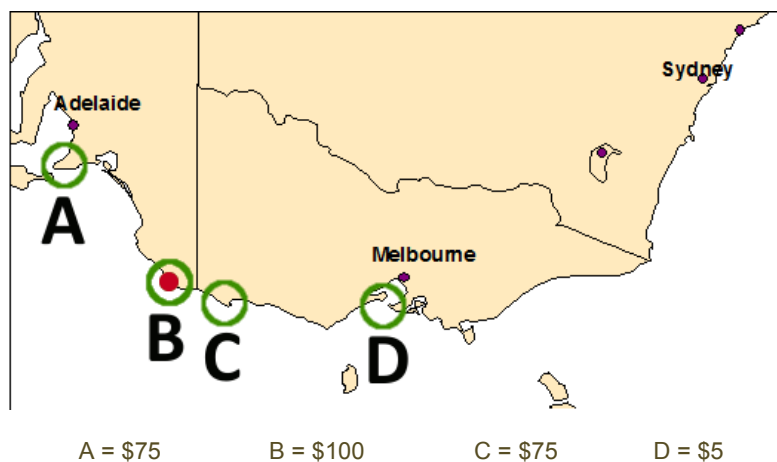 Sydney
Adelaide
A
Melbourne
B
C
D
A = $75 B = $100 C = $75 D = $5